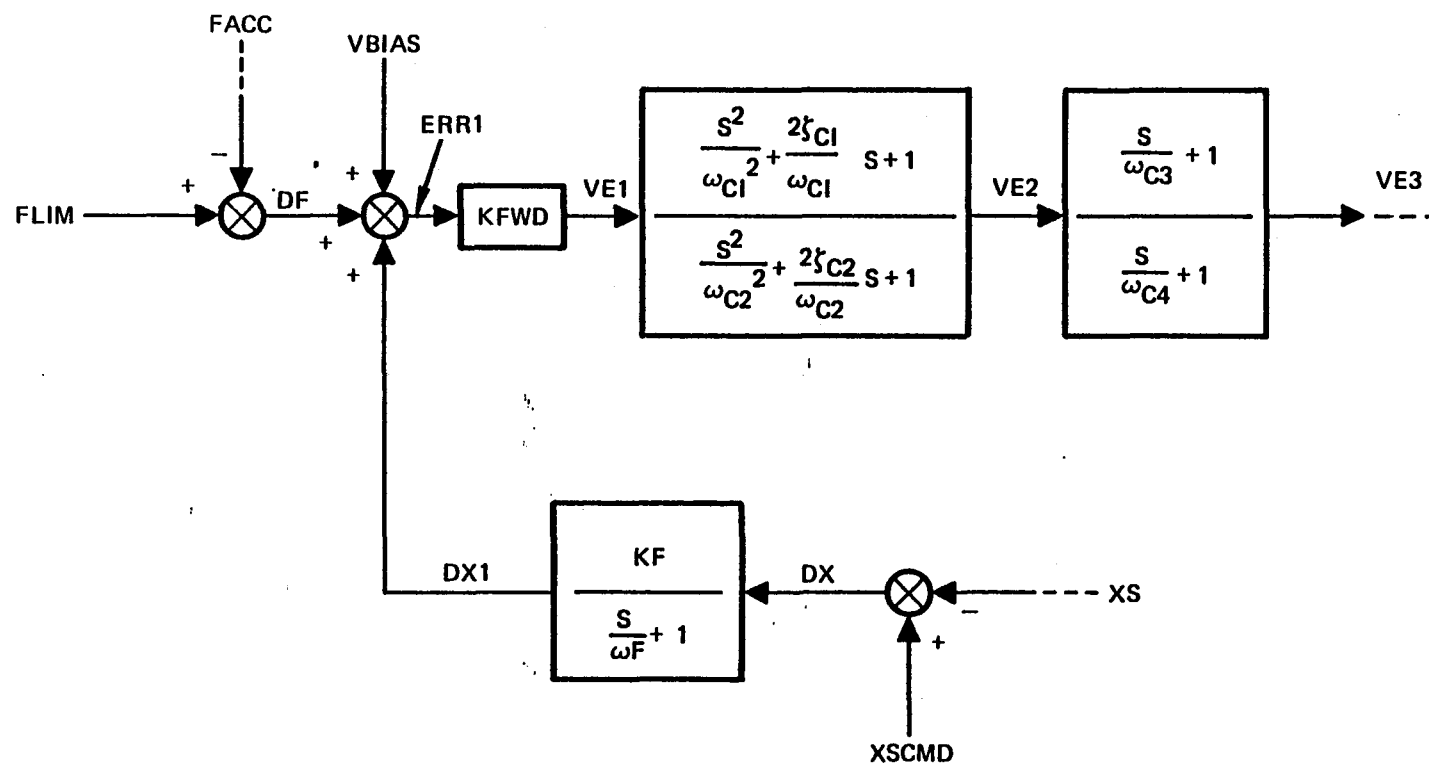 FACC
VBIAS
ERR1
−
+
+
FLIM
DF
+
+
KFWD
VE1
S²/ωC1² + 2ζC1/ωC1 S + 1
S²/ωC2² + 2ζC2/ωC2 S + 1
VE2
S/ωC3 + 1
S/ωC4 + 1
VE3
DX1
KF
S/ωF + 1
DX
−
XS
+
XSCMD